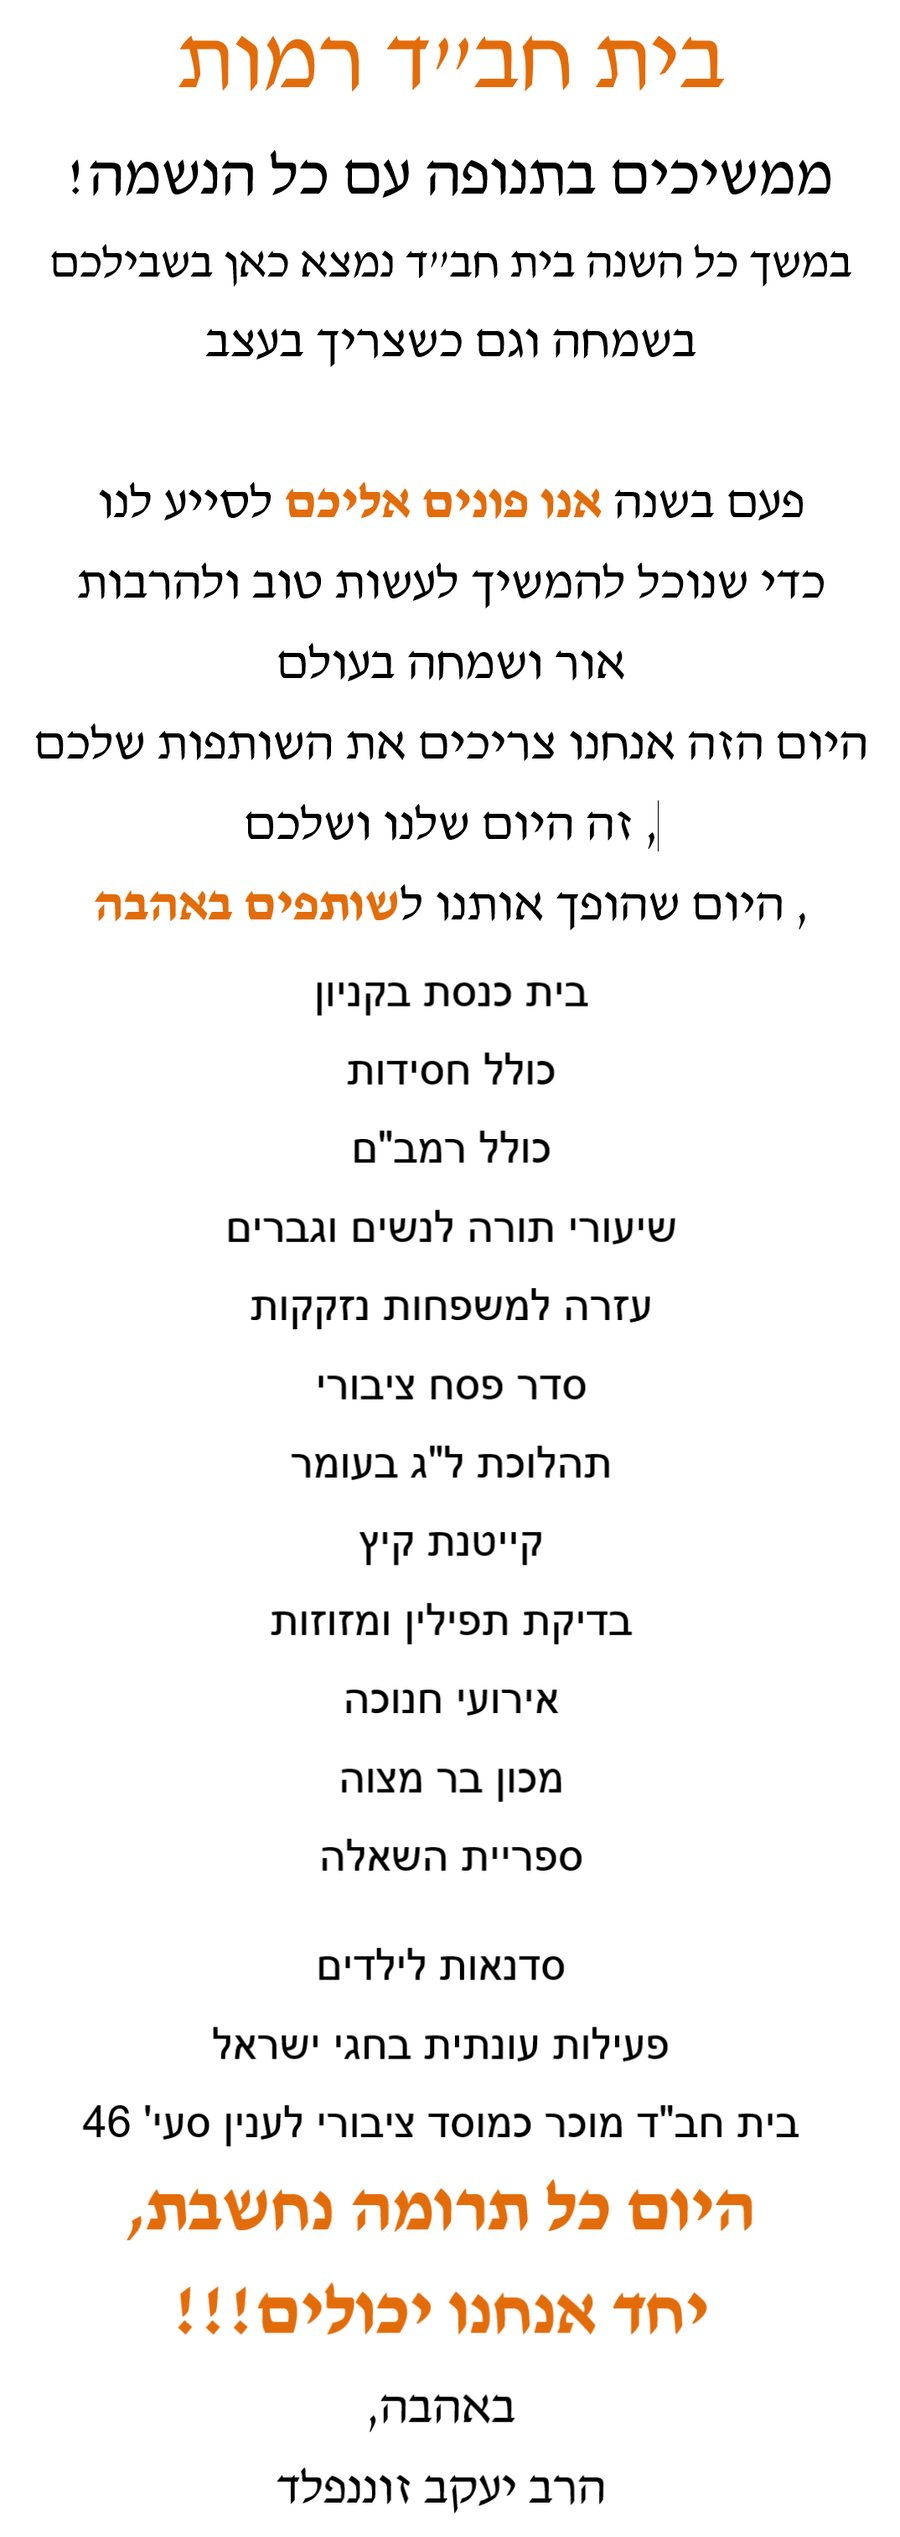 בית חב״ד רמות
ממשיכים בתנופה עם כל הנשמה!
במשך כל השנה בית חב״ד נמצא כאן בשבילכם
בשמחה וגם כשצריך בעצב
פעם בשנה אנו פונים אליכם לסייע לנו
כדי שנוכל להמשיך לעשות טוב ולהרבות
אור ושמחה בעולם
היום הזה אנחנו צריכים את השותפות שלכם
, זה היום שלנו ושלכם
, היום שהופך אותנו לשותפים באהבה
בית כנסת בקניון
כולל חסידות
כולל רמב"ם
שיעורי תורה לנשים וגברים
עזרה למשפחות נזקקות
סדר פסח ציבורי
תהלוכת ל"ג בעומר
קייטנת קיץ
בדיקת תפילין ומזוזות
אירועי חנוכה
מכון בר מצוה
ספריית השאלה
סדנאות לילדים
פעילות עונתית בחגי ישראל
בית חב"ד מוכר כמוסד ציבורי לענין סעי' 46
היום כל תרומה נחשבת,
יחד אנחנו יכולים!!!
באהבה,
הרב יעקב זוננפלד